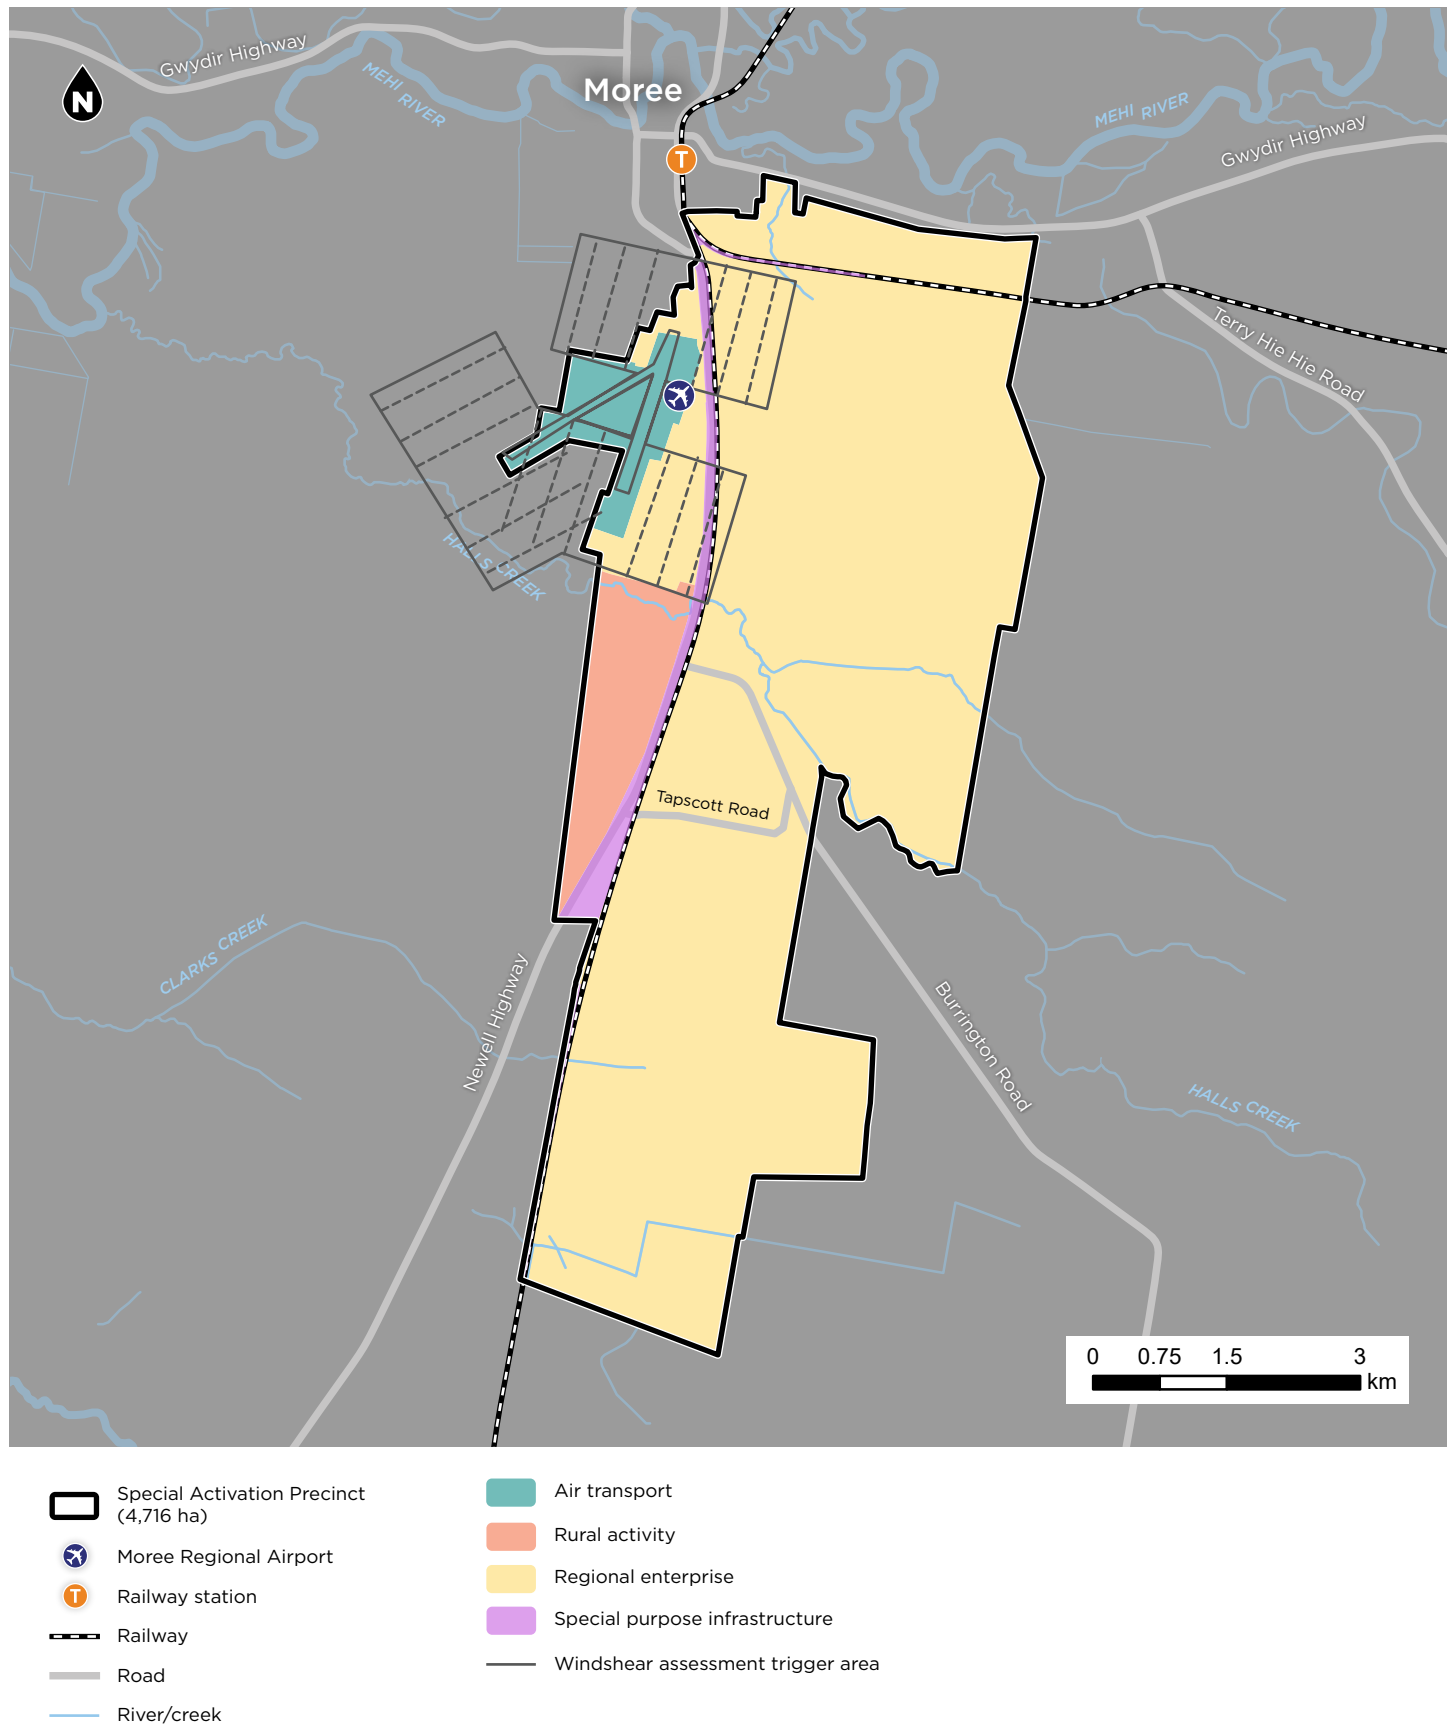 Gwydir Highway
MEHI
RIVER
N
Moree
MEHI RIVER
Gwydir Highway
T
Terry Hie Hie Road
HALLS CREEK
Tapscott Road
CLARKS CREEK
Newell Highway
Burrington Road
HALLS CREEK
0 0.75 1.5 3
km
Special Activation Precinct
(4,716 ha)
Moree Regional Airport
T Railway station
Railway
Road
River/creek
Air transport
Rural activity
Regional enterprise
Special purpose infrastructure
Windshear assessment trigger area